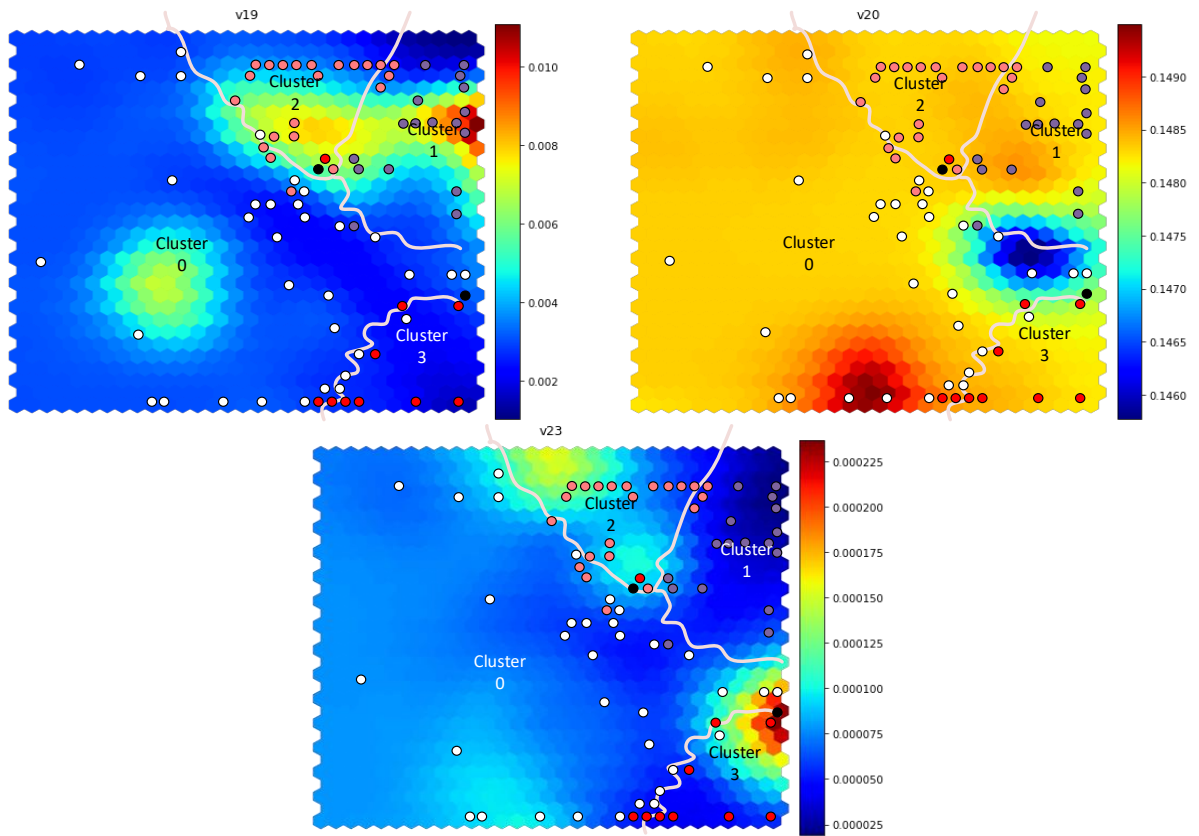 v19
v20
0.010
0.008
0.006
0.004
0.002
Cluster
2
Cluster
1
Cluster
0
Cluster
3
0.1490
0.1485
0.1480
0.1475
0.1470
0.1465
0.1460
Cluster
2
Cluster
1
Cluster
0
Cluster
3
v23
0.000225
0.000200
0.000175
0.000150
0.000125
0.000100
0.000075
0.000050
0.000025
Cluster
2
Cluster
1
Cluster
0
Cluster
3